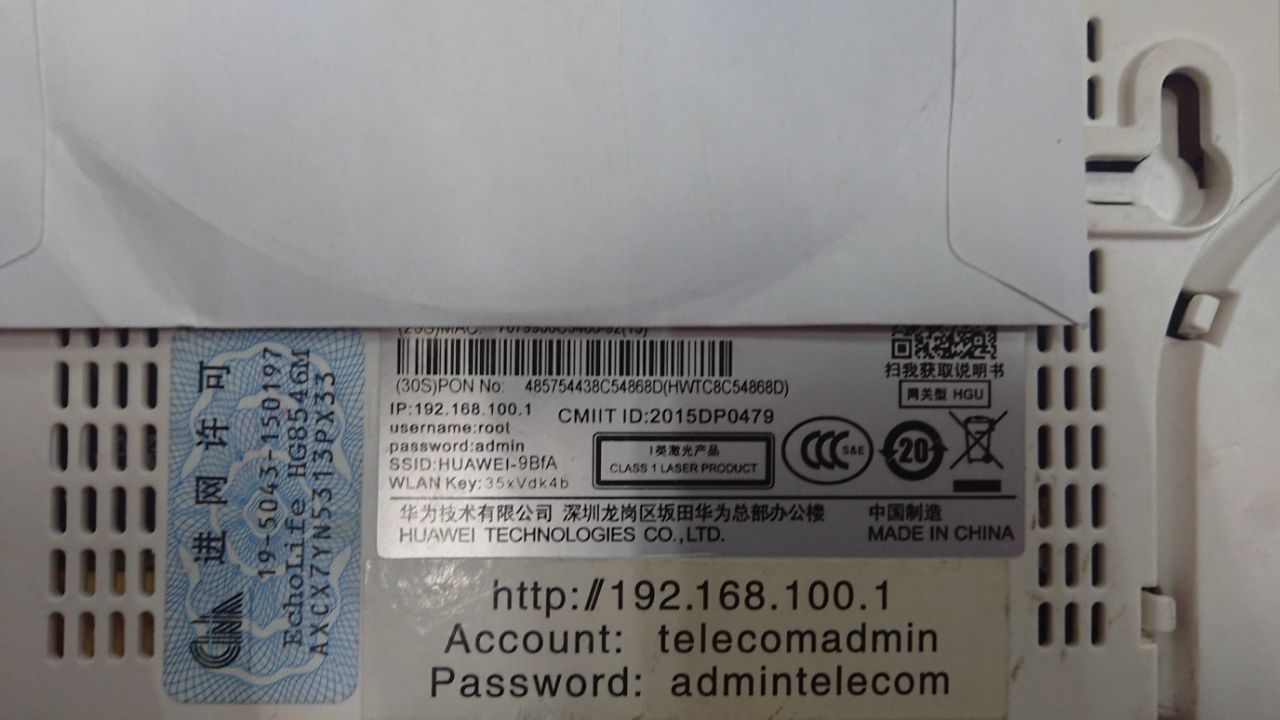 (30S)PON No: 485754438C54868D(HWTC8C54868D)
IP:192.168.100.1
username:root
password:admin
SSID:HUAWEI-9BfA
WLAN Key:35xVdk4b
CMIIT ID:2015DP0479
1类激光产品
CLASS 1 LASER PRODUCT
CCC S&E
20
扫我获取说明书
网关型 HGU
华为技术有限公司 深圳龙岗区坂田华为总部办公楼
HUAWEI TECHNOLOGIES CO.,LTD.
中国制造
MADE IN CHINA
进网许可
19-5043-150197
EchoLife HG8546M
AXCX7YN5313PX33
http://192.168.100.1
Account: telecomadmin
Password: admintelecom